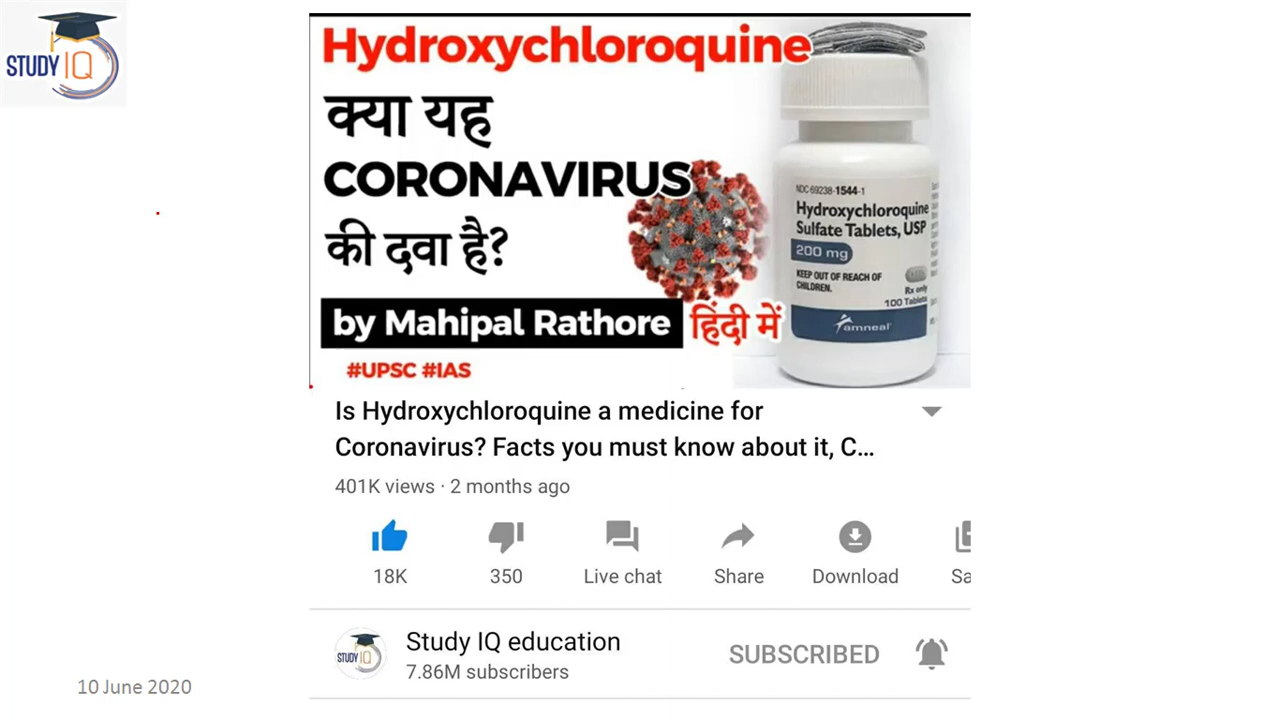 STUDY IQ
Hydroxychloroquine
क्या यह
CORONAVIRUS
की दवा है?
by Mahipal Rathore
हिंदी में
#UPSC #IAS
NDC 69238-1544-1
Hydroxychloroquine
Sulfate Tablets, USP
200 mg
KEEP OUT OF REACH OF
CHILDREN.
Rx only
100 Tablets
amneal
Is Hydroxychloroquine a medicine for
Coronavirus? Facts you must know about it, C...
401K views · 2 months ago
18K
350
Live chat
Share
Download
Sa
STUDY IQ
Study IQ education
7.86M subscribers
SUBSCRIBED
10 June 2020